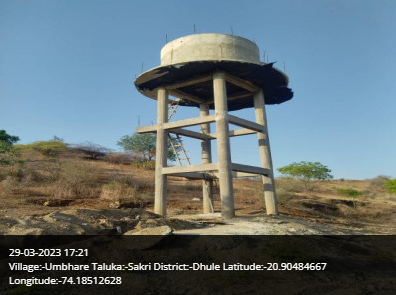 29-03-2023 17:21
Village:-Umbhare Taluka:-Sakri District:-Dhule Latitude:-20.90484667
Longitude:-74.18512628